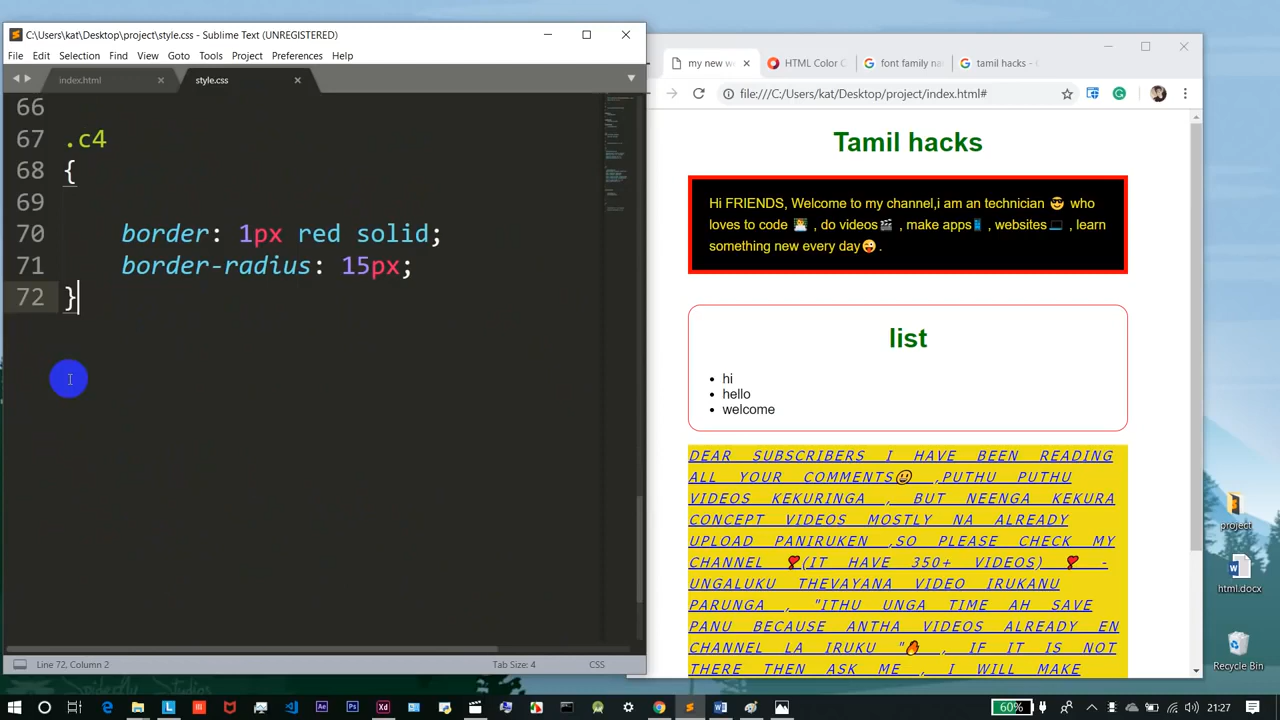 C:\Users\kat\Desktop\project\style.css - Sublime Text (UNREGISTERED)
File Edit Selection Find View Goto Tools Project Preferences Help
index.html
style.css
66
67 .c4
68 {
69
70 border: 1px red solid;
71 border-radius: 15px;
72 }
Line 72, Column 2
Tab Size: 4
CSS
my new w
HTML Color C
font family na
tamil hacks -
file:///C:/Users/kat/Desktop/project/index.html#
Tamil hacks
Hi FRIENDS, Welcome to my channel,i am an technician 😎 who
loves to code 👨‍💻 , do videos🎬 , make apps📱 , websites💻 , learn
something new every day😜 .
list
• hi
• hello
• welcome
DEAR SUBSCRIBERS I HAVE BEEN READING
ALL YOUR COMMENTS😃 ,PUTHU PUTHU
VIDEOS KEKURINGA , BUT NEENGA KEKURA
CONCEPT VIDEOS MOSTLY NA ALREADY
UPLOAD PANIRUKEN ,SO PLEASE CHECK MY
CHANNEL ❣(IT HAVE 350+ VIDEOS) ❣ -
UNGALUKU THEVAYANA VIDEO IRUKANU
PARUNGA , "ITHU UNGA TIME AH SAVE
PANU BECAUSE ANTHA VIDEOS ALREADY EN
CHANNEL LA IRUKU "🔥 , IF IT IS NOT
THERE THEN ASK ME , I WILL MAKE
project
html.docx
Recycle Bin
Spiderfly Studios
60%
21:27